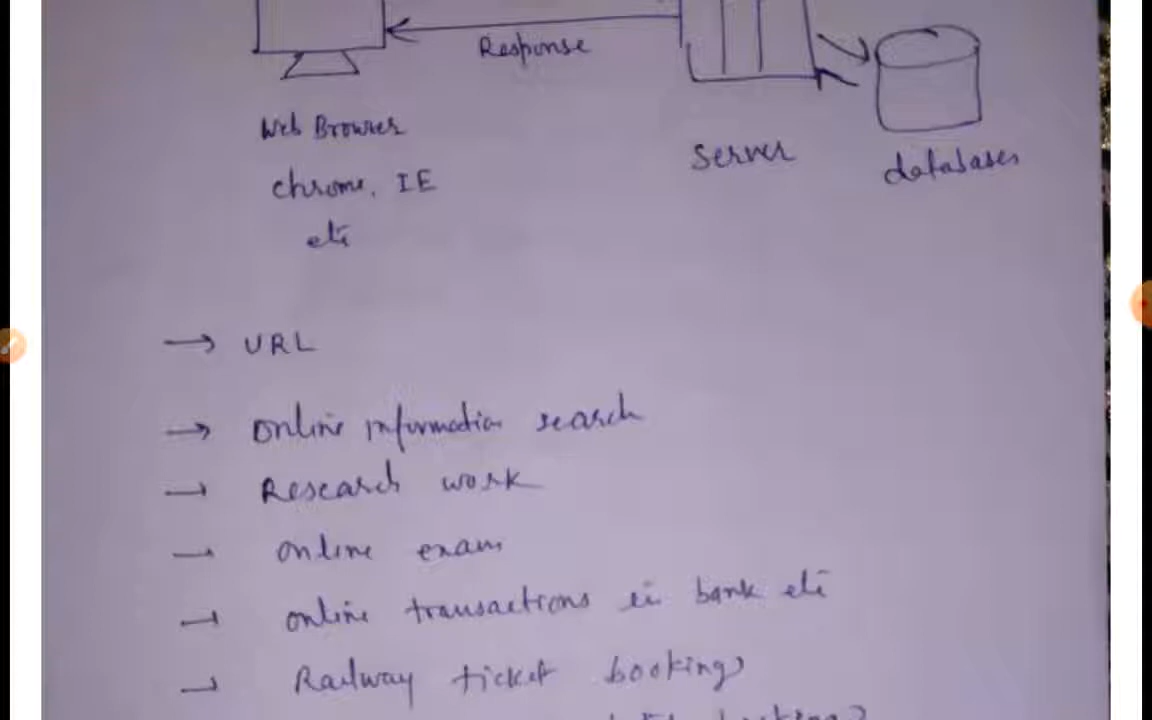 Response
Web Browser
Server
databases
chrome, IE
etc
→ URL
→ Online information search
→ Research work
→ online exam
→ online transactions in bank etc
→ Railway ticket booking,